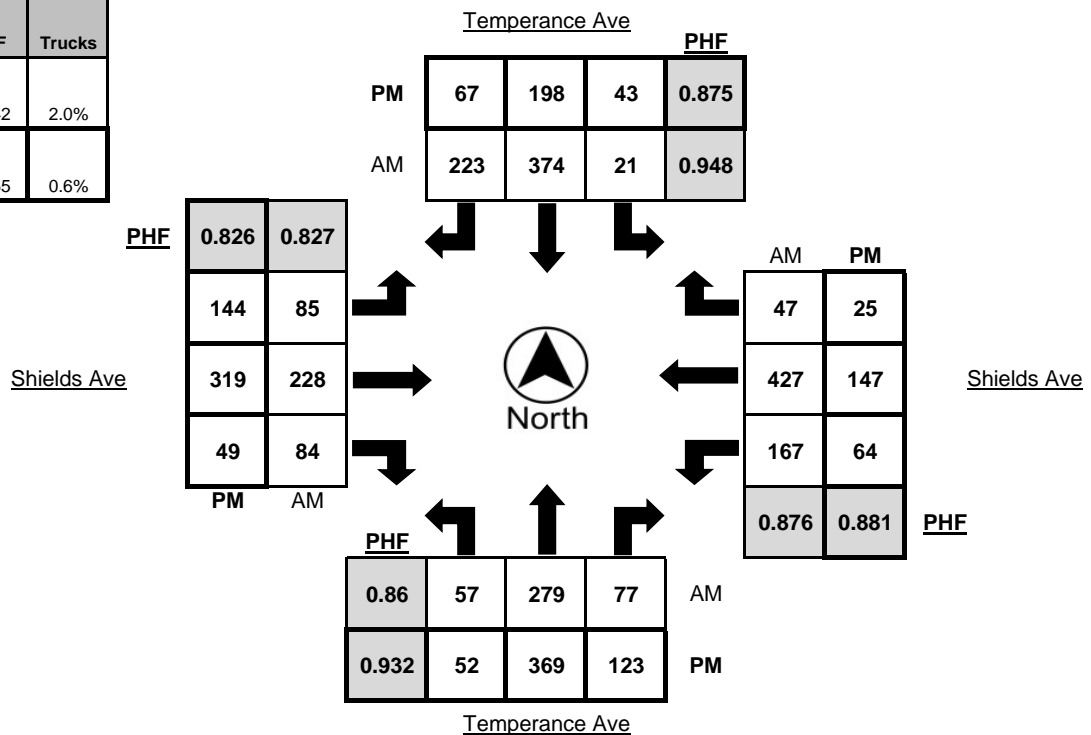 Temperance Ave
Trucks
PHF
PM 67 198 43 0.875
2.0%
AM 223 374 21 0.948
0.6%
PHF 0.826 0.827
AM PM
144 85
47 25
Shields Ave 319 228
427 147 Shields Ave
North
49 84
167 64
PM AM
0.876 0.881 PHF
PHF
0.86 57 279 77 AM
0.932 52 369 123 PM
Temperance Ave